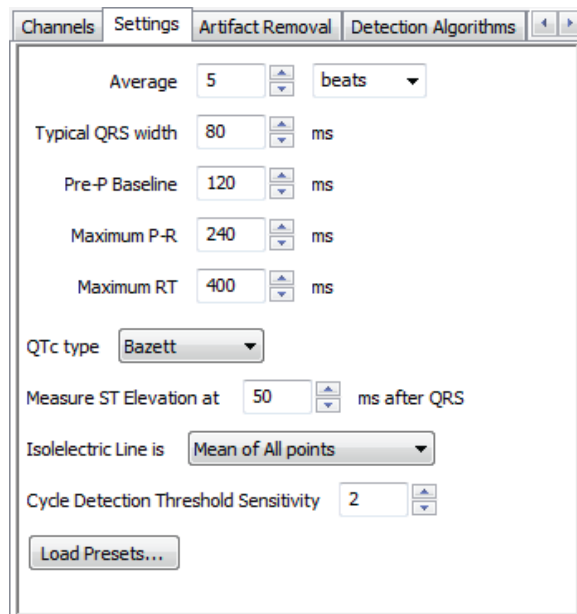 Channels Settings Artifact Removal Detection Algorithms
Average 5 beats
Typical QRS width 80 ms
Pre-P Baseline 120 ms
Maximum P-R 240 ms
Maximum RT 400 ms
QTc type Bazett
Measure ST Elevation at 50 ms after QRS
Isolelectric Line is Mean of All points
Cycle Detection Threshold Sensitivity 2
Load Presets...